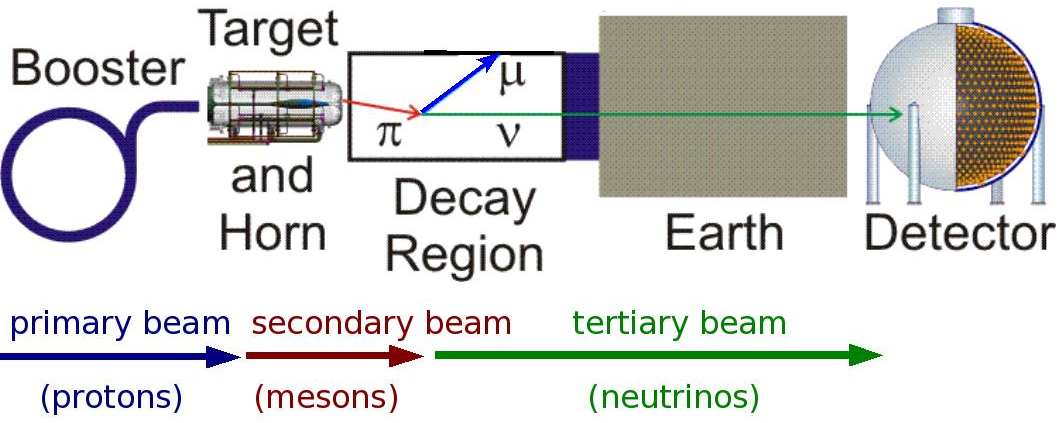 Booster
Target
and
Horn
π
μ
ν
Decay
Region
Earth
Detector
primary beam
secondary beam
tertiary beam
(protons)
(mesons)
(neutrinos)